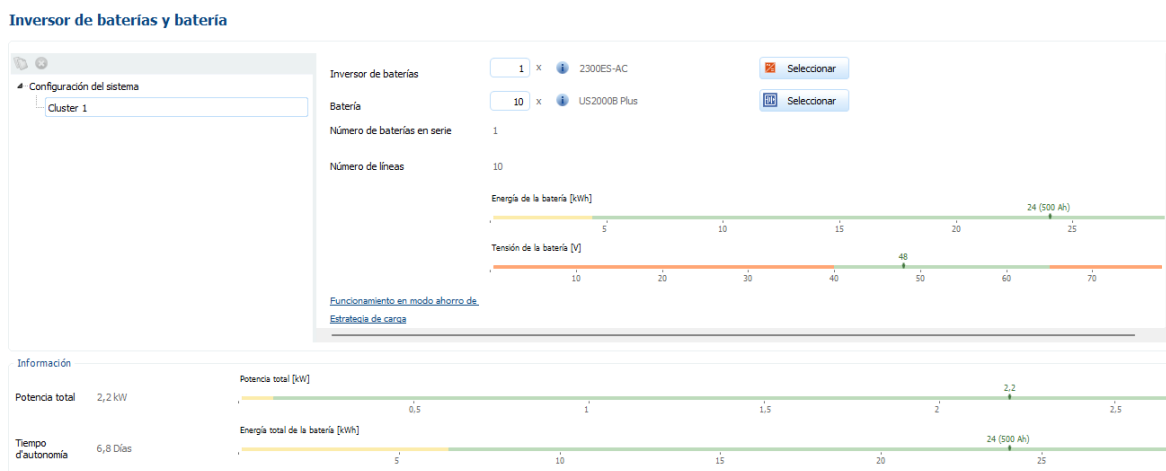 Inversor de baterías y batería
Configuración del sistema
Cluster 1
Inversor de baterías 1 x 2300ES-AC Seleccionar
Batería 10 x US2000B Plus Seleccionar
Número de baterías en serie 1
Número de líneas 10
Energía de la batería [kWh]
24 (500 Ah)
5 10 15 20 25
Tensión de la batería [V]
48
10 20 30 40 50 60 70
Funcionamiento en modo ahorro de
Estrategia de carga
Información
Potencia total [kW]
Potencia total 2,2 kW
2,2
0,5 1 1,5 2 2,5
Energía total de la batería [kWh]
24 (500 Ah)
Tiempo
d'autonomía 6,8 Días
5 10 15 20 25